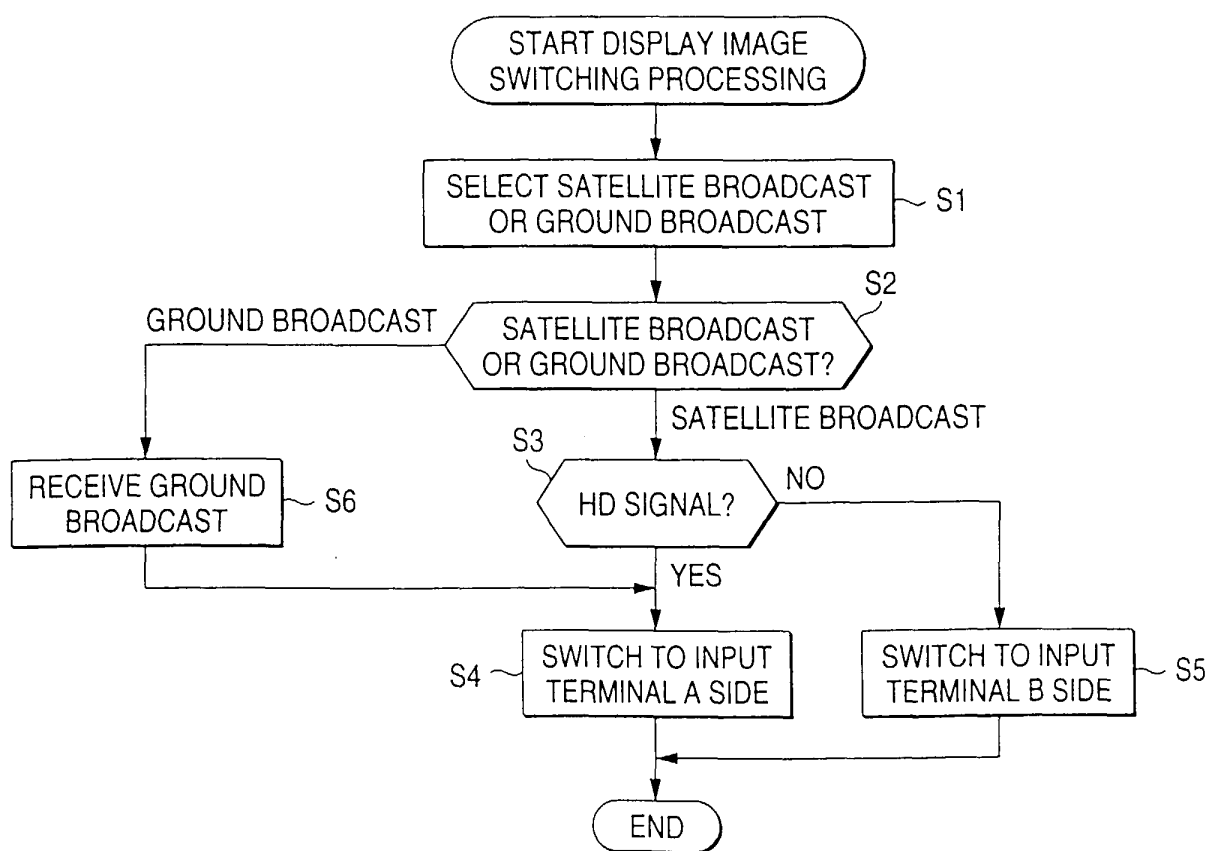 START DISPLAY IMAGE
SWITCHING PROCESSING
SELECT SATELLITE BROADCAST
OR GROUND BROADCAST
S1
S2
GROUND BROADCAST
SATELLITE BROADCAST
OR GROUND BROADCAST?
SATELLITE BROADCAST
S3
HD SIGNAL?
NO
RECEIVE GROUND
BROADCAST
S6
YES
S4
SWITCH TO INPUT
TERMINAL A SIDE
SWITCH TO INPUT
TERMINAL B SIDE
S5
END